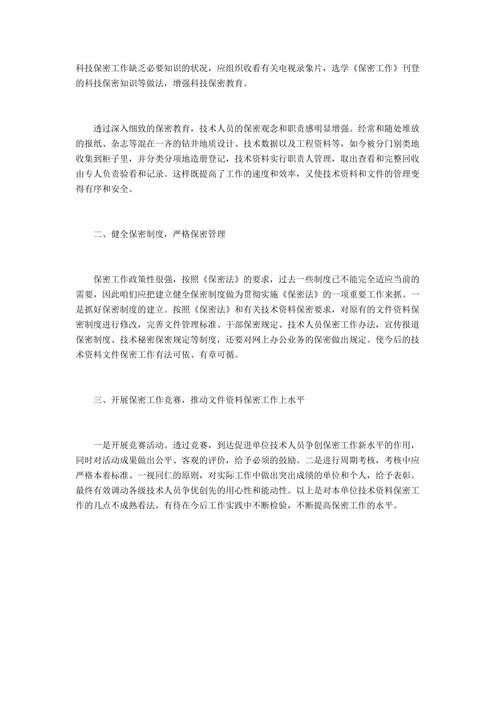 科技保密工作缺乏必要知识的状况，应组织收看有关电视录象片，选学《保密工作》刊登
的科技保密知识等做法，增强科技保密教育。
透过深入细致的保密教育，技术人员的保密观念和职责感明显增强。经常和随处堆放
的报纸、杂志等混在一齐的钻井地质设计、技术数据以及工程资料等，如今被分门别类地
收集到柜子里，并分类分项地造册登记，技术资料实行职责人管理，取出查看和完整回收
由专人负责验看和记录。这样既提高了工作的速度和效率，又使技术资料和文件的管理变
得有序和安全。
二、健全保密制度，严格保密管理
保密工作政策性很强，按照《保密法》的要求，过去一些制度已不能完全适应当前的
需要，因此咱们应把建立健全保密制度做为贯彻实施《保密法》的一项重要工作来抓。一
是抓好保密制度的建立。按照《保密法》和有关技术资料保密要求，对原有的文件资料保
密制度进行修改，完善文件管理标准、干部保密规定、技术人员保密工作办法，宣传报道
保密制度、技术秘密保密规定等制度，还要对网上办公业务的保密做出规定。使今后的技
术资料文件保密工作有法可依、有章可循。
三、开展保密工作竞赛，推动文件资料保密工作上水平
一是开展竞赛活动。透过竞赛，到达促进单位技术人员争创保密工作新水平的作用，
同时对活动成果做出公平、客观的评价，给予必须的鼓励。二是进行周期考核，考核中应
严格本着标准、一视同仁的原则，对实际工作中做出突出成绩的单位和个人，给予表彰。
最终有效调动各级技术人员争优创先的用心性和能动性。以上是对本单位技术资料保密工
作的几点不成熟看法，有待在今后工作实践中不断检验，不断提高保密工作的水平。